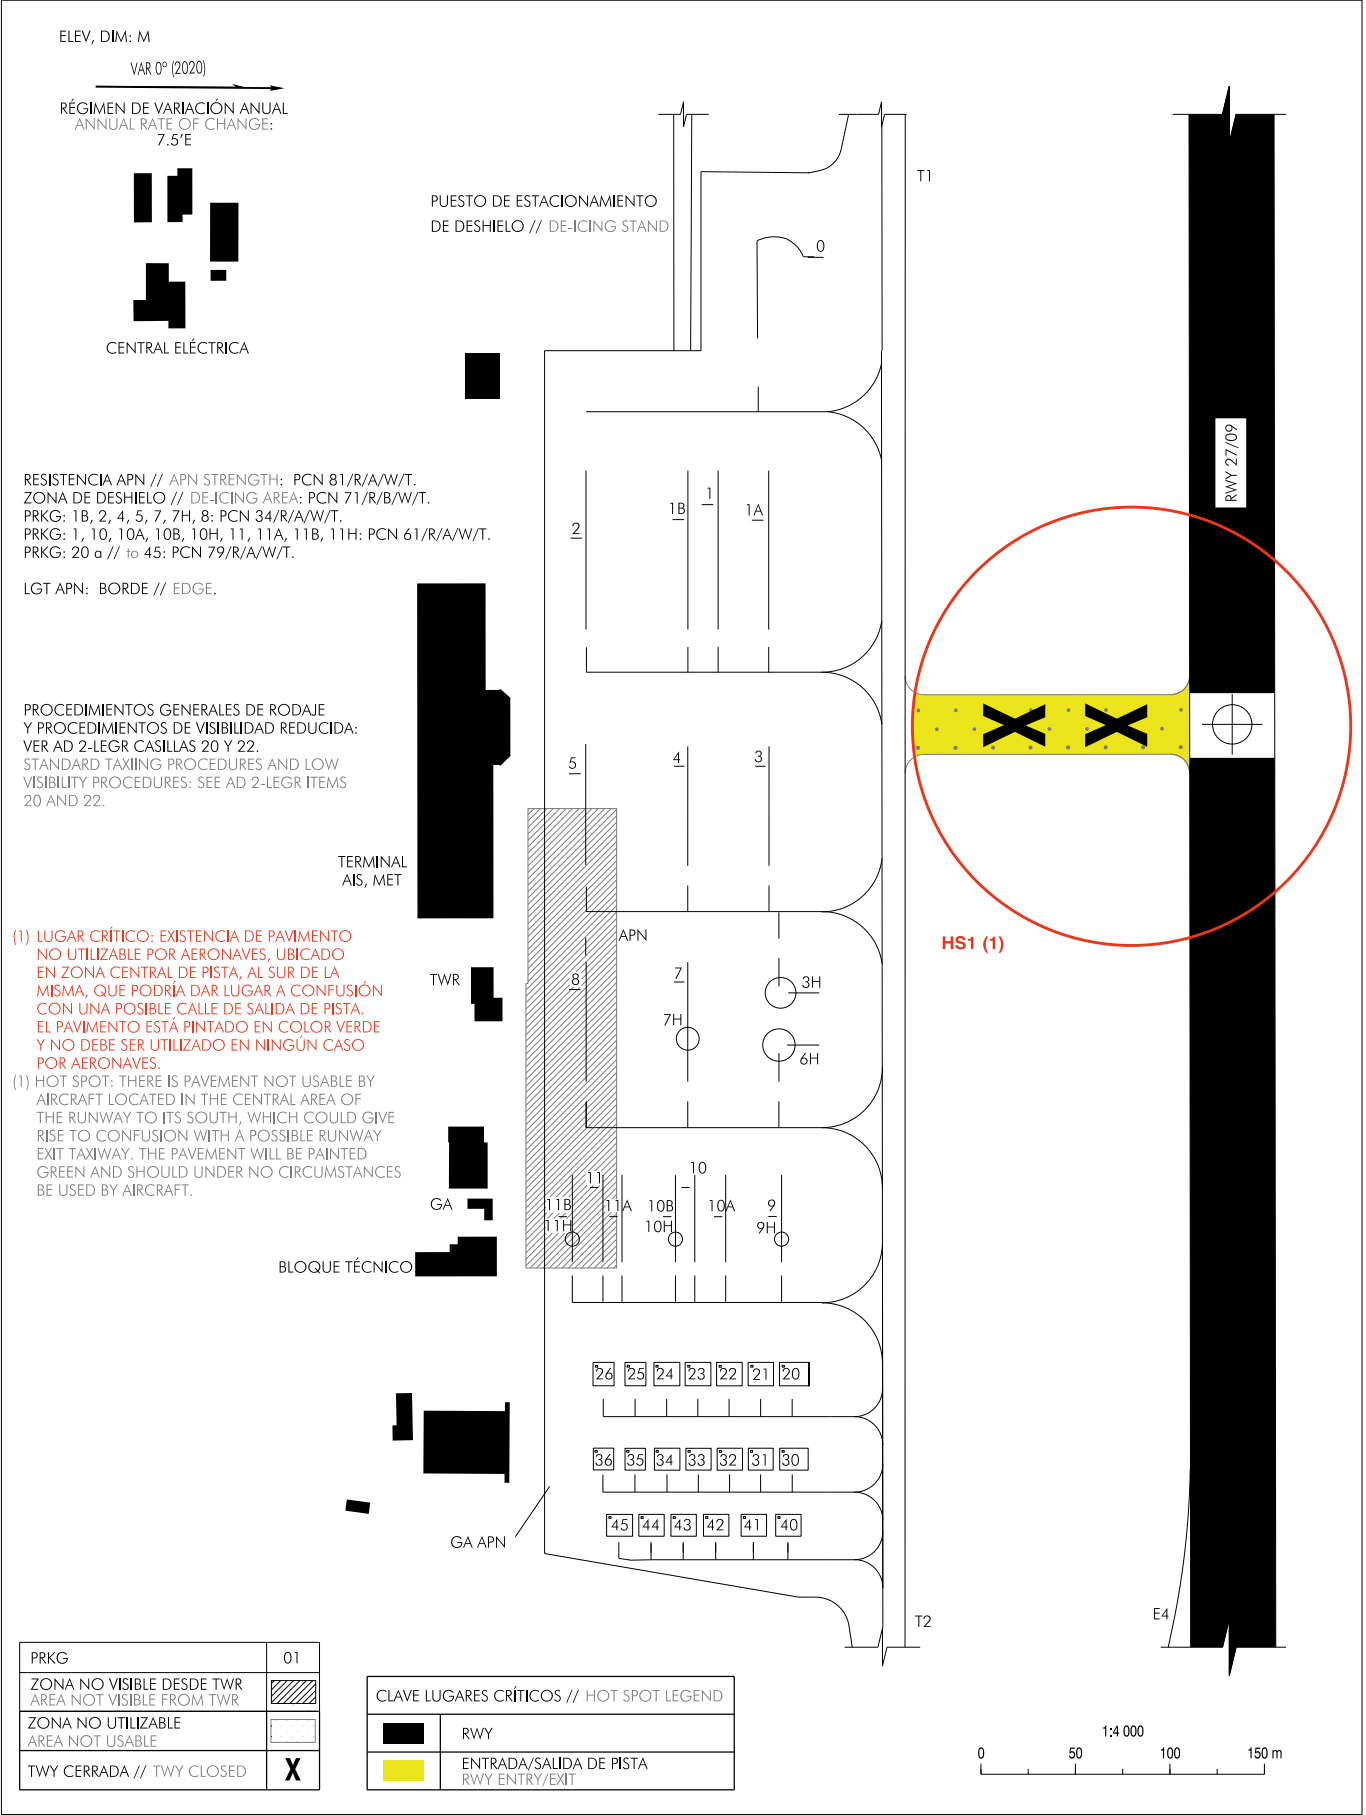 ELEV, DIM: M
VAR 0° (2020)
RÉGIMEN DE VARIACIÓN ANUAL
ANNUAL RATE OF CHANGE:
7.5'E
CENTRAL ELÉCTRICA
PUESTO DE ESTACIONAMIENTO
DE DESHIELO // DE-ICING STAND
0
T1
RWY 27/09
RESISTENCIA APN // APN STRENGTH: PCN 81/R/A/W/T.
ZONA DE DESHIELO // DE-ICING AREA: PCN 71/R/B/W/T.
PRKG: 1B, 2, 4, 5, 7, 7H, 8: PCN 34/R/A/W/T.
PRKG: 1, 10, 10A, 10B, 10H, 11, 11A, 11B, 11H: PCN 61/R/A/W/T.
PRKG: 20 a // to 45: PCN 79/R/A/W/T.
LGT APN: BORDE // EDGE.
2
1B
1
1A
PROCEDIMIENTOS GENERALES DE RODAJE
Y PROCEDIMIENTOS DE VISIBILIDAD REDUCIDA:
VER AD 2-LEGR CASILLAS 20 Y 22.
STANDARD TAXIING PROCEDURES AND LOW
VISIBILITY PROCEDURES: SEE AD 2-LEGR ITEMS
20 AND 22.
5
4
3
X X
TERMINAL
AIS, MET
APN
HS1 (1)
(1) LUGAR CRÍTICO: EXISTENCIA DE PAVIMENTO
NO UTILIZABLE POR AERONAVES, UBICADO
EN ZONA CENTRAL DE PISTA, AL SUR DE LA
MISMA, QUE PODRÍA DAR LUGAR A CONFUSIÓN
CON UNA POSIBLE CALLE DE SALIDA DE PISTA.
EL PAVIMENTO ESTÁ PINTADO EN COLOR VERDE
Y NO DEBE SER UTILIZADO EN NINGÚN CASO
POR AERONAVES.
(1) HOT SPOT: THERE IS PAVEMENT NOT USABLE BY
AIRCRAFT LOCATED IN THE CENTRAL AREA OF
THE RUNWAY TO ITS SOUTH, WHICH COULD GIVE
RISE TO CONFUSION WITH A POSSIBLE RUNWAY
EXIT TAXIWAY. THE PAVEMENT WILL BE PAINTED
GREEN AND SHOULD UNDER NO CIRCUMSTANCES
BE USED BY AIRCRAFT.
TWR
8
7
3H
7H
6H
GA
BLOQUE TÉCNICO
11
10
11B
11A
10B
10A
9
11H
10H
9H
26 25 24 23 22 21 20
36 35 34 33 32 31 30
45 44 43 42 41 40
GA APN
T2
E4
PRKG 01
ZONA NO VISIBLE DESDE TWR
AREA NOT VISIBLE FROM TWR
ZONA NO UTILIZABLE
AREA NOT USABLE
TWY CERRADA // TWY CLOSED X
CLAVE LUGARES CRÍTICOS // HOT SPOT LEGEND
RWY
ENTRADA/SALIDA DE PISTA
RWY ENTRY/EXIT
1:4 000
0 50 100 150 m